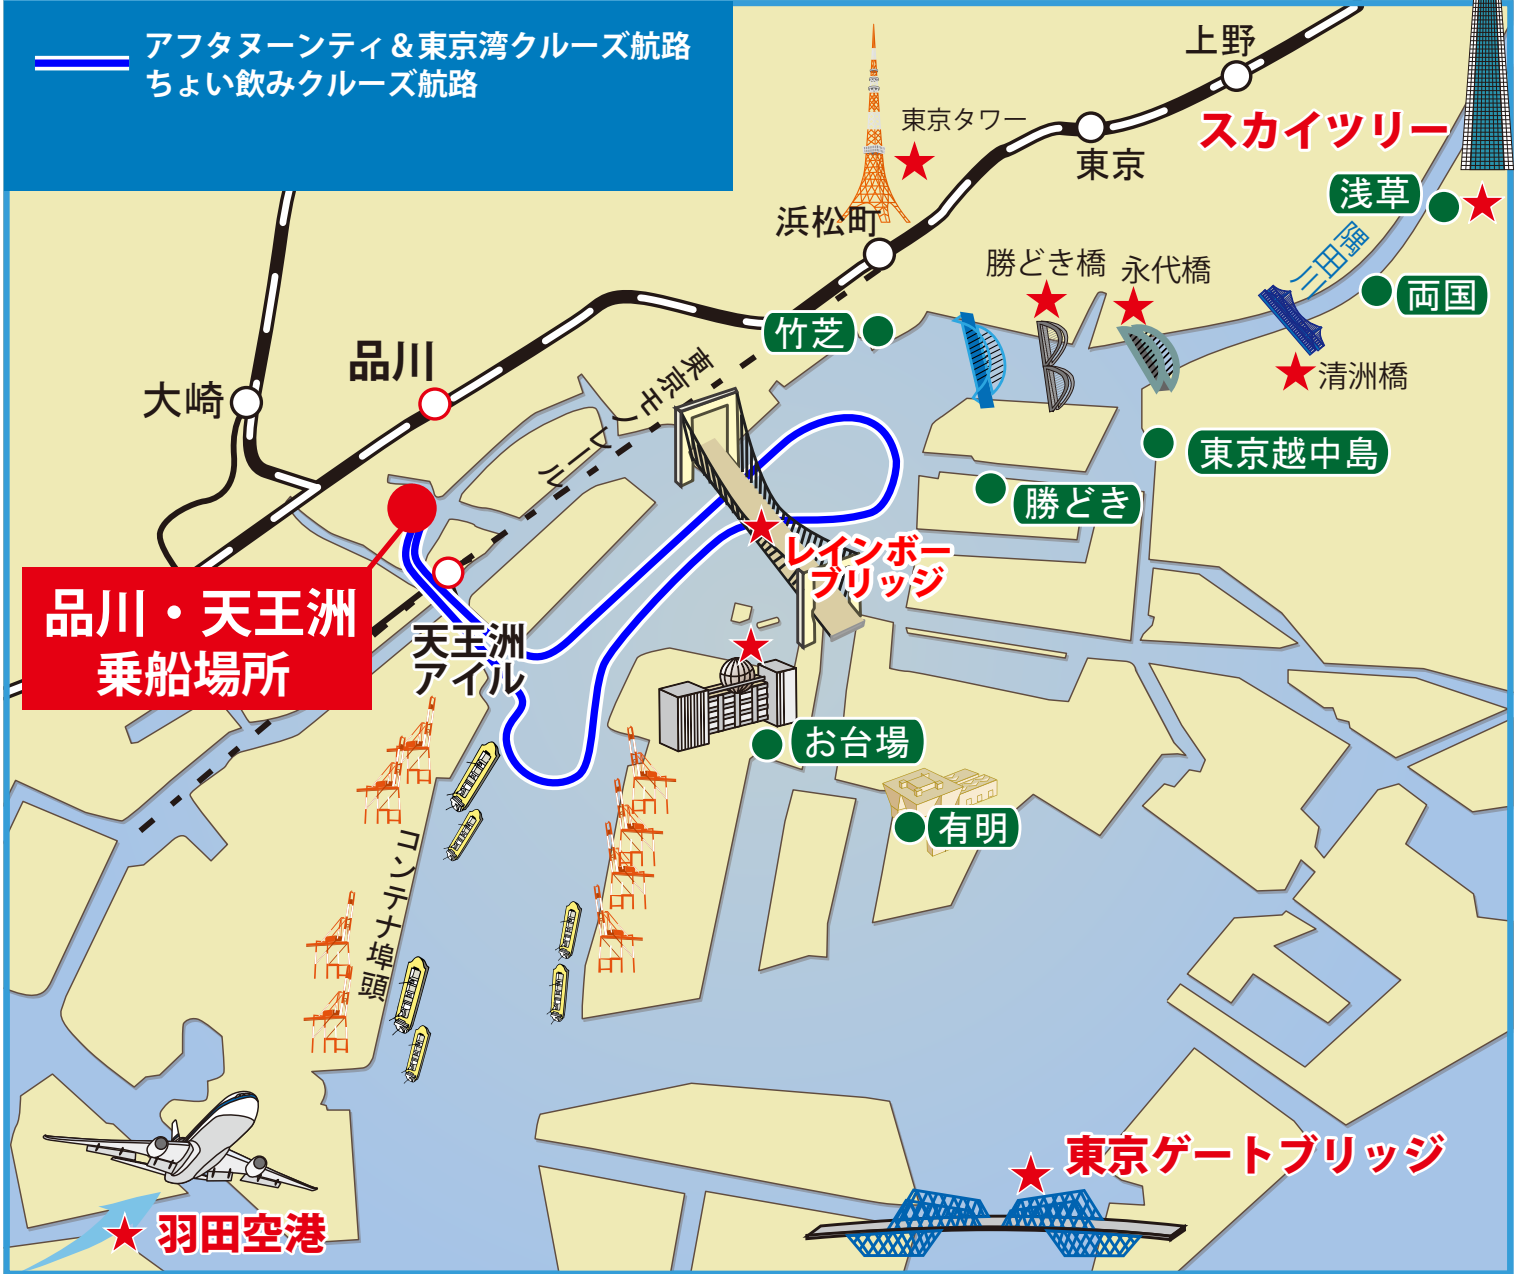 アフタヌーンティ＆東京湾クルーズ航路
ちょい飲みクルーズ航路
上野
東京タワー
スカイツリー
東京
浅草
浜松町
隅田川
勝どき橋
永代橋
両国
竹芝
品川
東京モノレール
清洲橋
大崎
東京越中島
勝どき
レインボー
ブリッジ
品川・天王洲
乗船場所
天王洲
アイル
お台場
有明
コンテナ埠頭
東京ゲートブリッジ
羽田空港